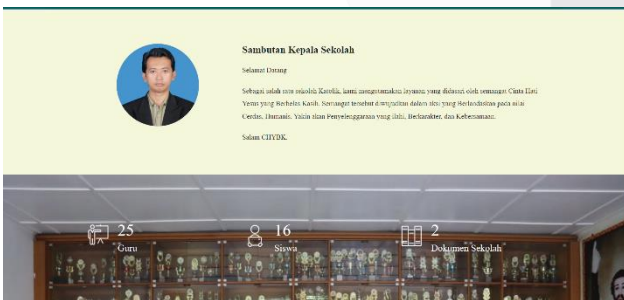 Sambutan Kepala Sekolah
Selamat Datang
Sebagai salah satu sekolah Katolik, kami mengutamakan layanan yang didasari oleh semangat Cinta Hati
Yesus yang Berbelas Kasih. Semangat tersebut diwujudkan dalam aksi yang Berlandaskan pada nilai
Cerdas, Humanis, Yakin akan Penyelenggaraan yang Ilahi, Berkarakter, dan Kebersamaan.
Salam CHYBK.
25
Guru
16
Siswa
2
Dokumen Sekolah